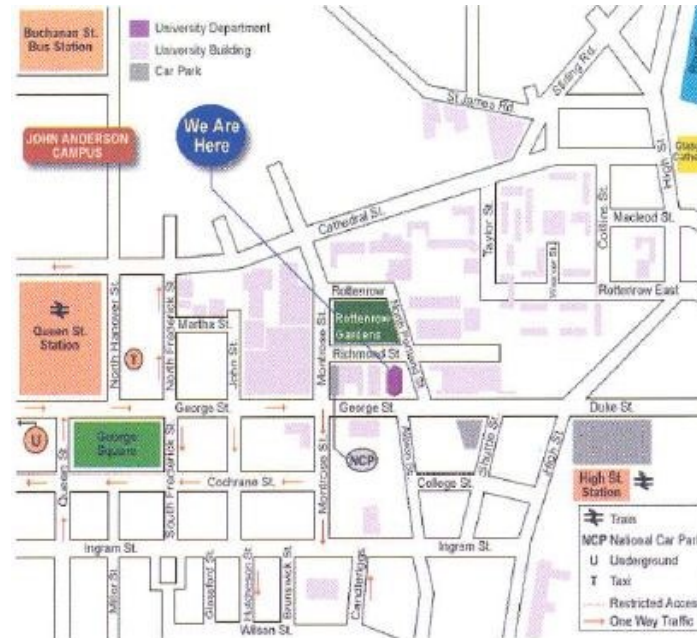 Buchanan St.
Bus Station
University Department
University Building
Car Park
JOHN ANDERSON
CAMPUS
We Are
Here
St James Rd.
Stirling Rd.
High St.
Cathedral St.
Taylor St.
Collins St.
Macleod St.
Weaver St.
Rottenrow East
Rottenrow
Rottenrow
Gardens
North Portland St.
Richmond St
Montrose St.
Queen St.
Station
North Hanover St.
T
North Frederick St.
Martha St.
John St.
George St.
George St.
Duke St.
U
George
Square
Queen St.
South Frederick St.
Cochrane St.
Montrose St.
NCP
College St.
Shuttle St.
High St.
High St.
Station
Ingram St.
Ingram St.
Miller St.
Glassford St.
Hutcheson St.
Brunswick St.
Candleriggs
Wilson St.
Train
NCP National Car Park
U Underground
T Taxi
Restricted Access
One Way Traffic